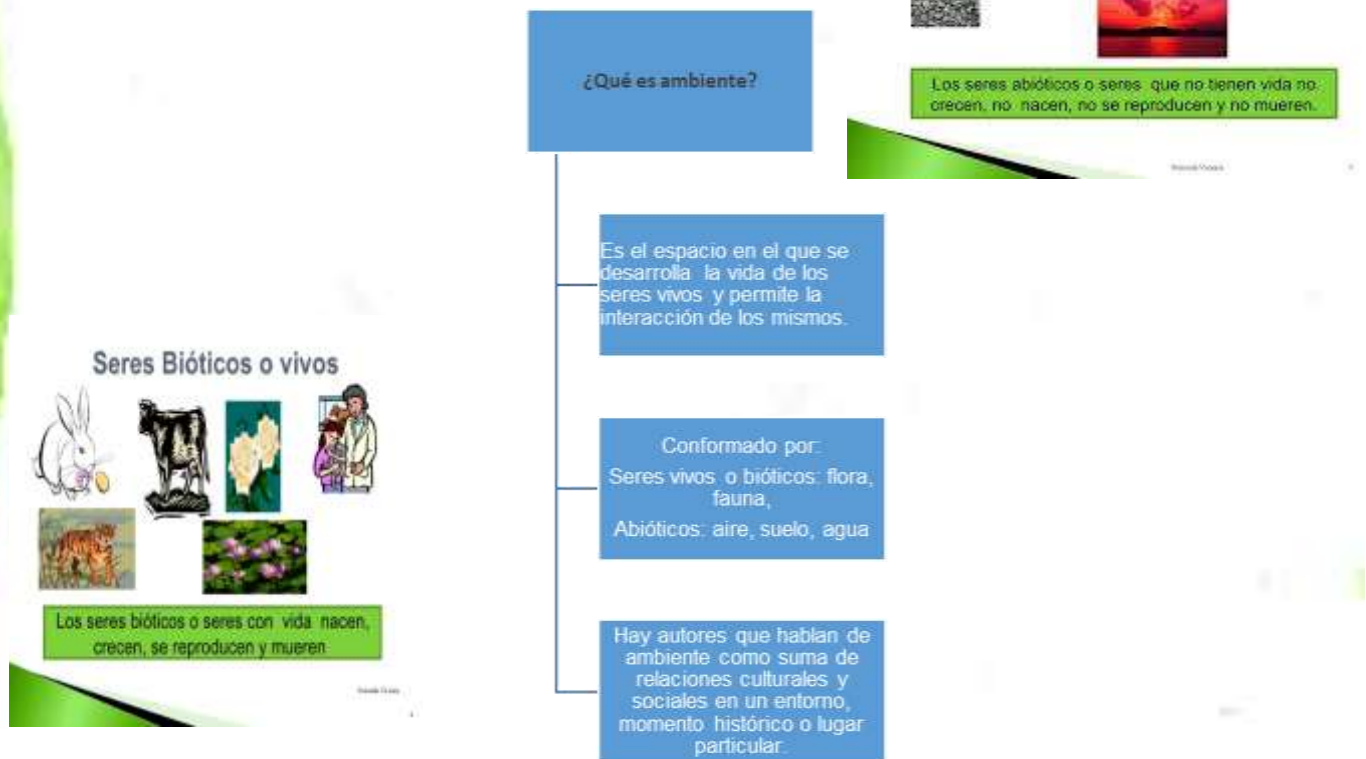 ¿Qué es ambiente?
Es el espacio en el que se
desarrolla la vida de los
seres vivos y permite la
interacción de los mismos.
Conformado por:
Seres vivos o bióticos: flora,
fauna,
Abióticos: aire, suelo, agua
Hay autores que hablan de
ambiente como suma de
relaciones culturales y
sociales en un entorno,
momento histórico o lugar
particular.
Los seres abióticos o seres que no tienen vida no
crecen, no nacen, no se reproducen y no mueren.
Seres Bióticos o vivos
Los seres bióticos o seres con vida nacen,
crecen, se reproducen y mueren